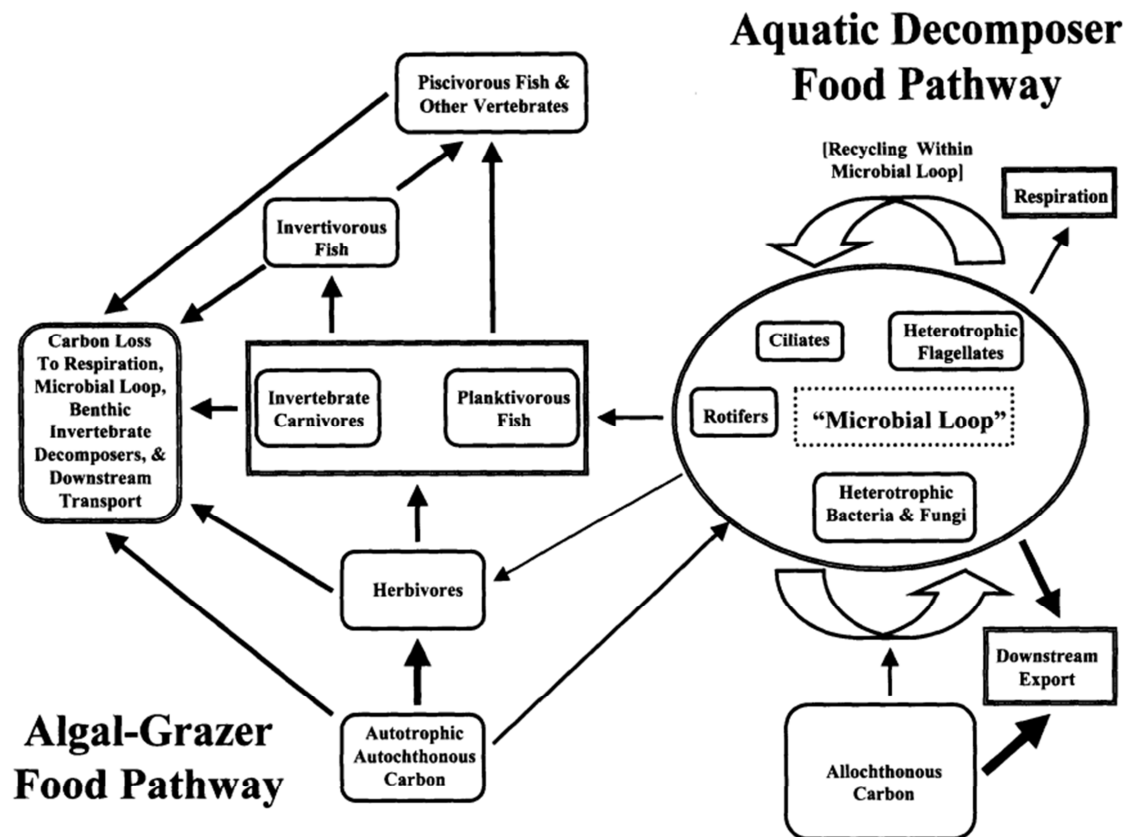 Aquatic Decomposer
Food Pathway
Piscivorous Fish &
Other Vertebrates
[Recycling Within
Microbial Loop]
Respiration
Invertivorous
Fish
Carbon Loss
To Respiration,
Microbial Loop,
Benthic
Invertebrate
Decomposers, &
Downstream
Transport
Invertebrate
Carnivores
Planktivorous
Fish
Ciliates
Heterotrophic
Flagellates
Rotifers
“Microbial Loop”
Heterotrophic
Bacteria & Fungi
Herbivores
Downstream
Export
Algal-Grazer
Food Pathway
Autotrophic
Autochthonous
Carbon
Allochthonous
Carbon